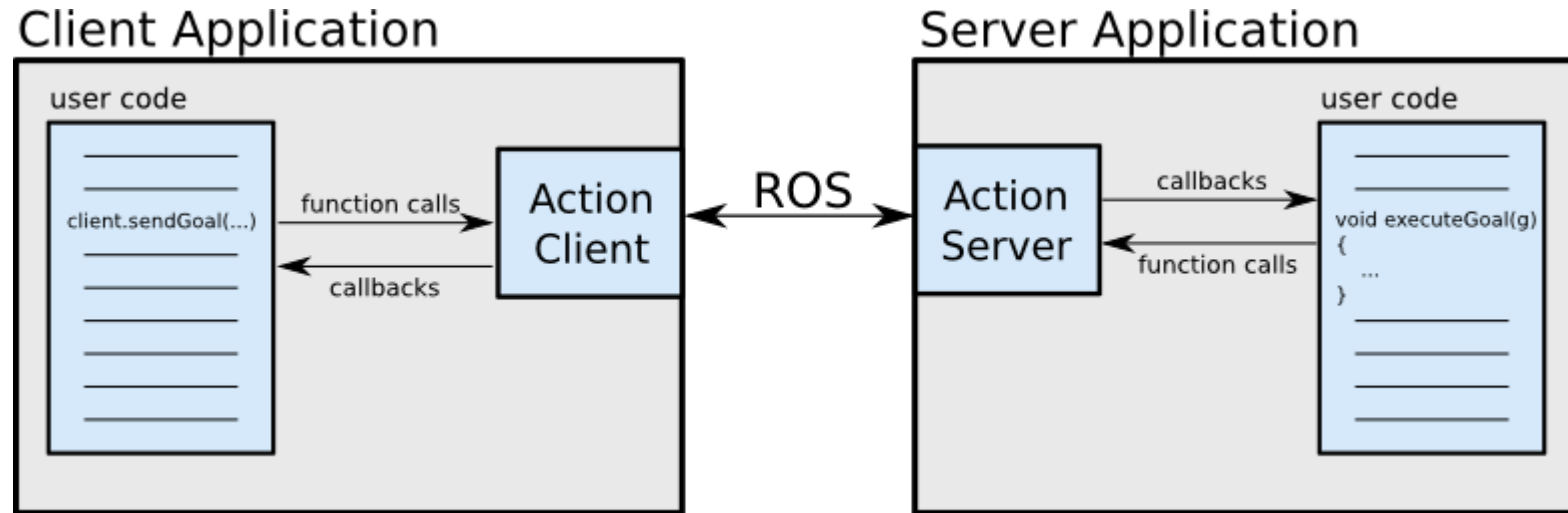 Client Application
user code
client.sendGoal(...)
function calls
callbacks
Action
Client
ROS
Server Application
Action
Server
callbacks
function calls
user code
void executeGoal(g)
{
...
}